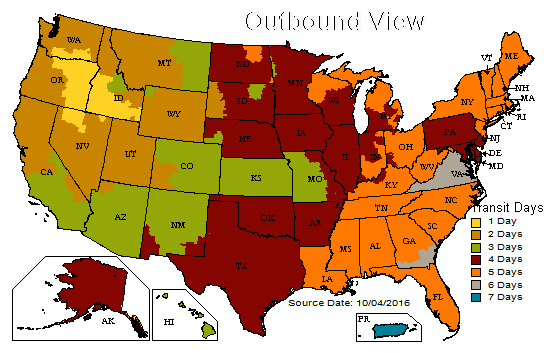 Outbound View
WA
OR
MT
ID
WY
ND
SD
MN
WI
MI
NY
VT
ME
NH
MA
RI
CT
NJ
DE
MD
PA
OH
IN
IL
IA
NE
NV
UT
CO
CA
KS
MO
KY
WV
VA
AZ
NM
OK
AR
TN
NC
SC
TX
LA
MS
AL
GA
FL
AK
HI
PR
Transit Days
1 Day
2 Days
3 Days
4 Days
5 Days
6 Days
7 Days
Source Date: 10/04/2016